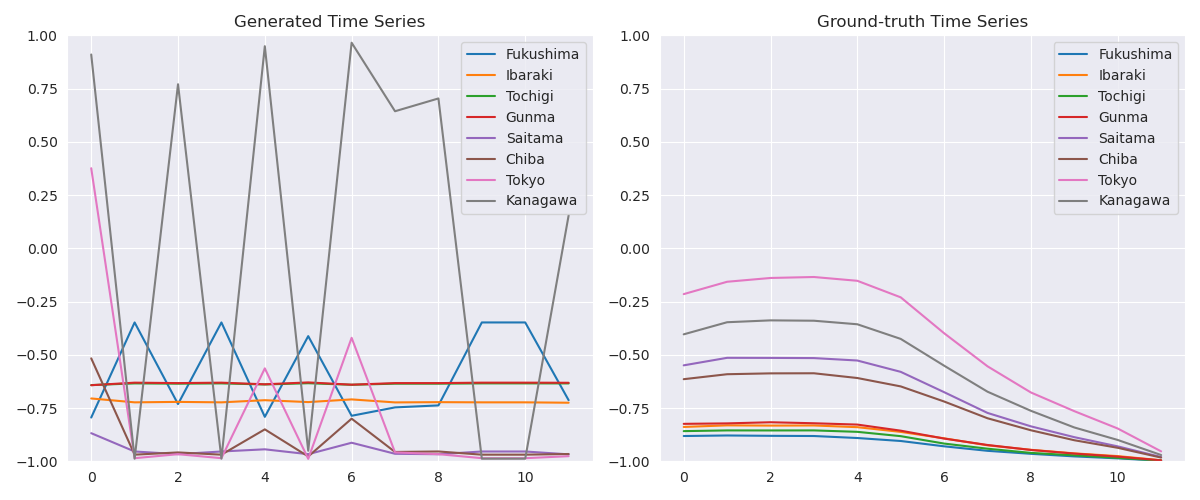 Generated Time Series
1.00
0.75
0.50
0.25
0.00
−0.25
−0.50
−0.75
−1.00
0 2 4 6 8 10
Fukushima
Ibaraki
Tochigi
Gunma
Saitama
Chiba
Tokyo
Kanagawa
Ground-truth Time Series
1.00
0.75
0.50
0.25
0.00
−0.25
−0.50
−0.75
−1.00
0 2 4 6 8 10
Fukushima
Ibaraki
Tochigi
Gunma
Saitama
Chiba
Tokyo
Kanagawa